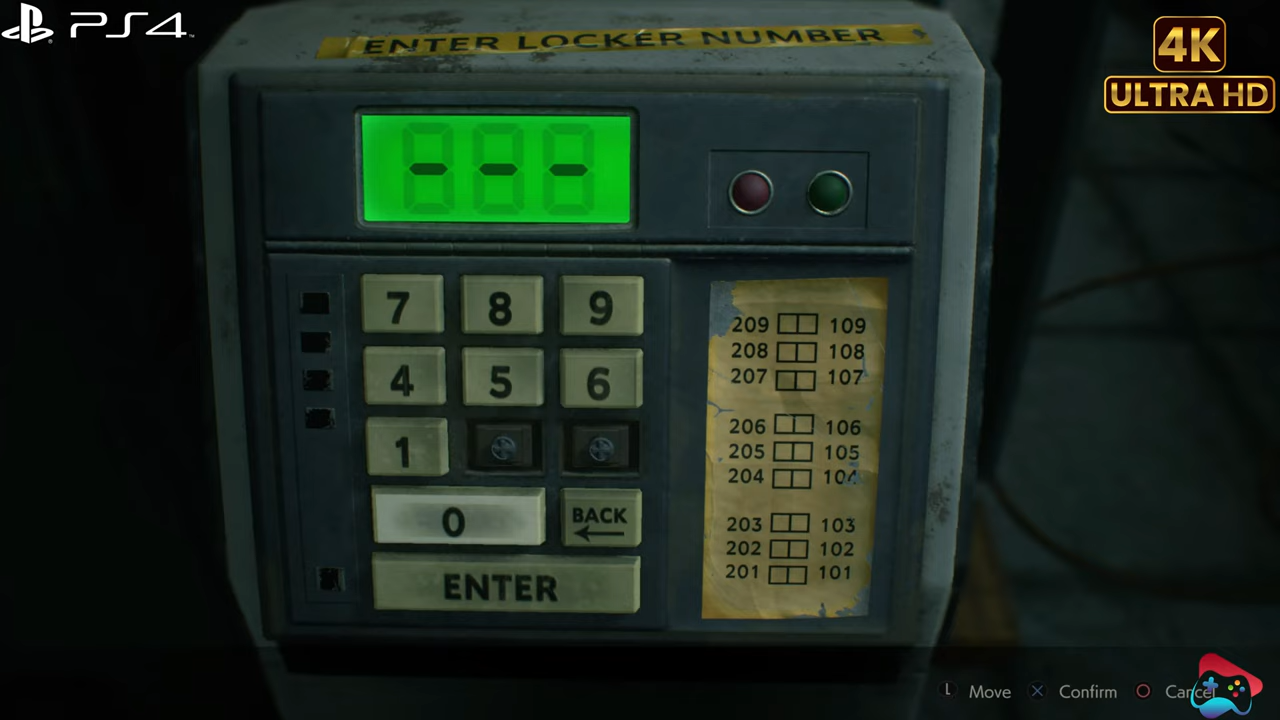 PS4
4K
ULTRA HD
ENTER LOCKER NUMBER
7 8 9
4 5 6
1
0 BACK
ENTER
209 109
208 108
207 107
206 106
205 105
204 104
203 103
202 102
201 101
L Move Confirm Cancel